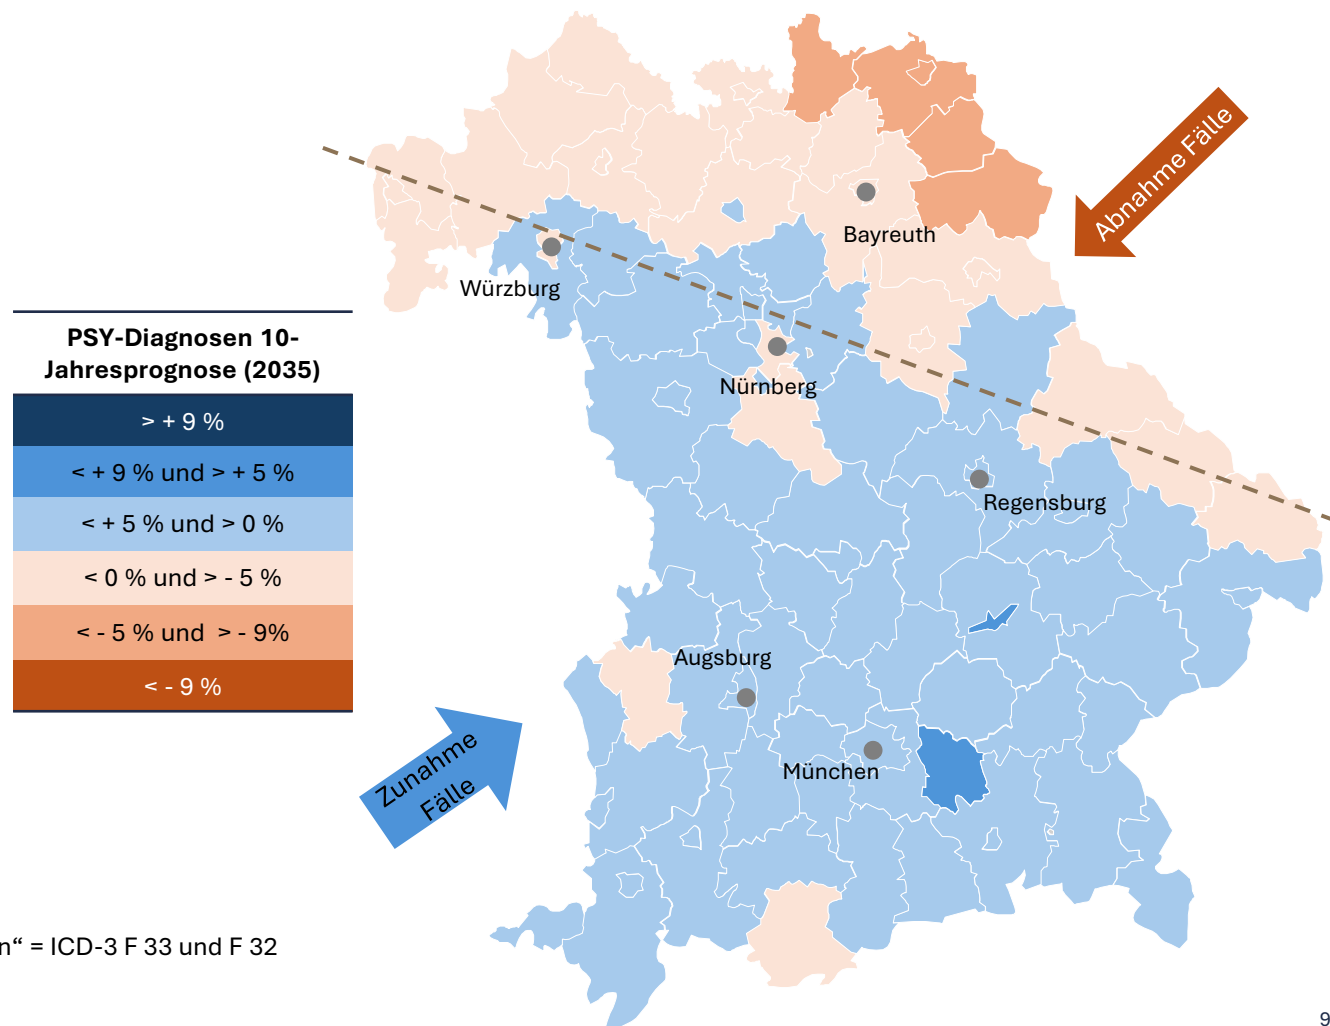 Abnahme Fälle
Bayreuth
Würzburg
PSY-Diagnosen 10-
Jahresprognose (2035)
> + 9 %
< + 9 % und > + 5 %
< + 5 % und > 0 %
< 0 % und > - 5 %
< - 5 % und  > - 9%
< - 9 %
Nürnberg
Regensburg
Augsburg
München
Zunahme
Fälle
n“ = ICD-3 F 33 und F 32
9